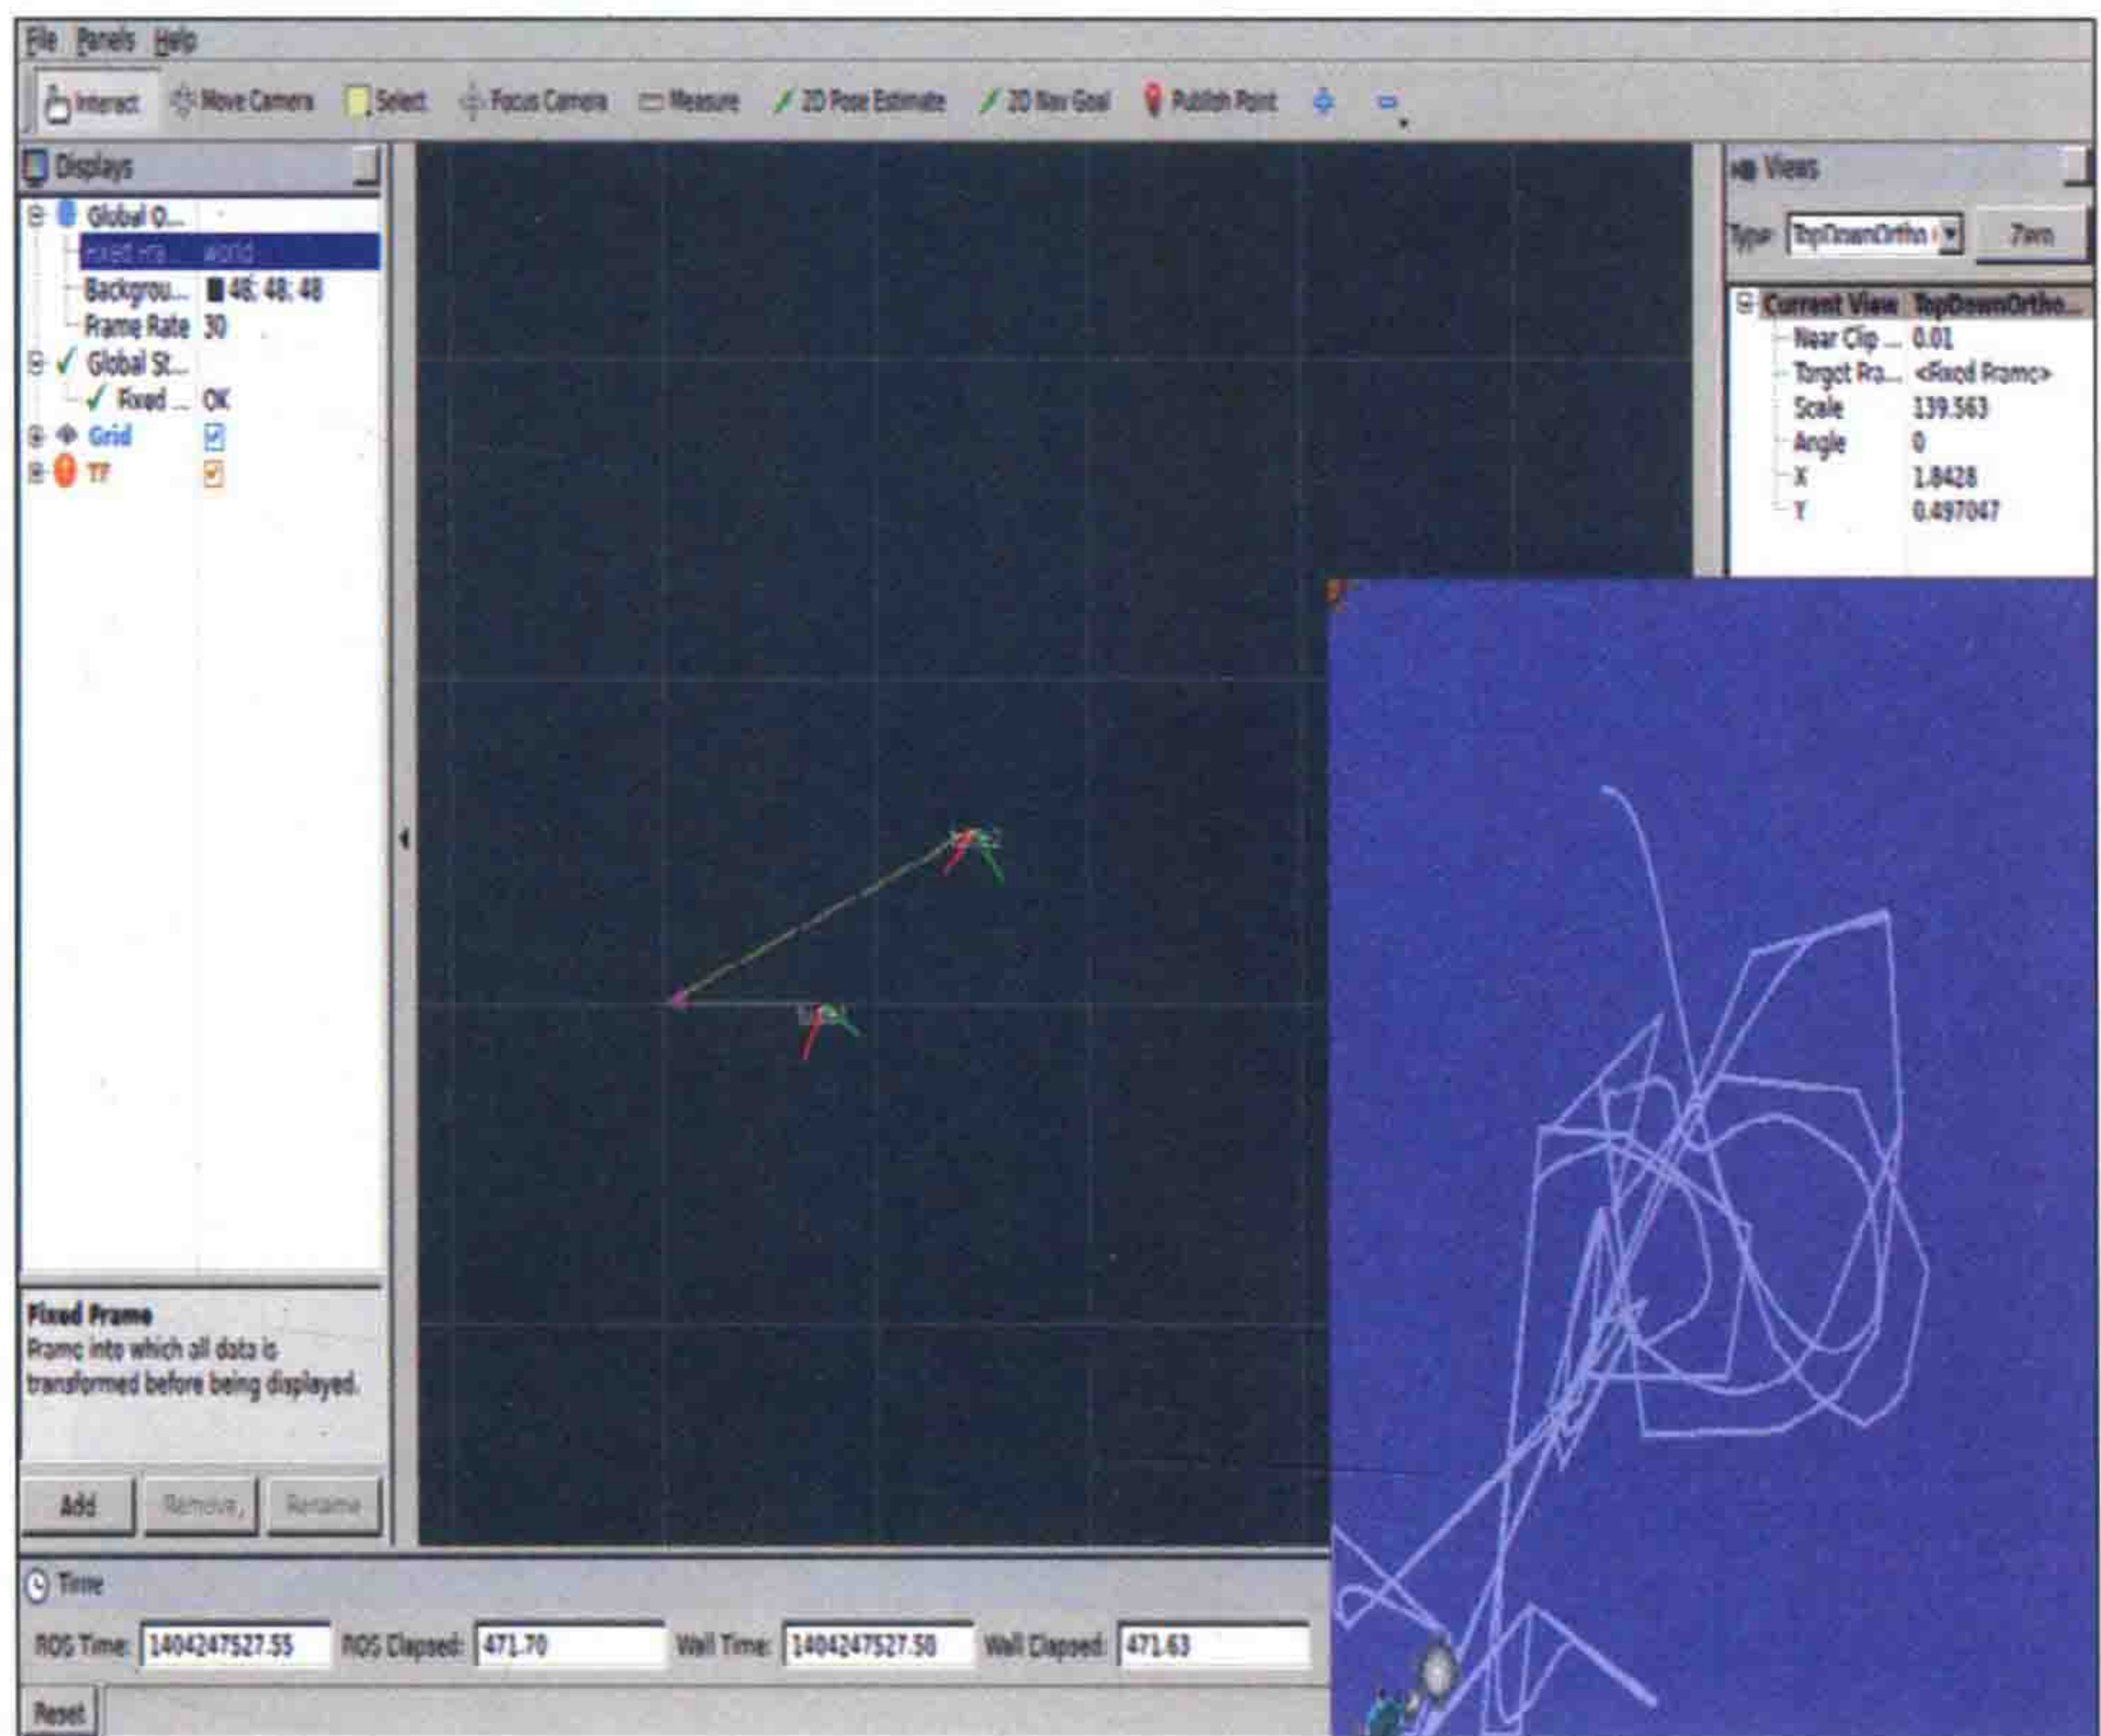 File Panels Help
Interact Move Camera Select Focus Camera Measure 2D Pose Estimate 2D Nav Goal Publish Point
Displays
Global O...
Fixed Fra... world
Backgrou... 48; 48; 48
Frame Rate 30
Global St...
Fixed ... OK
Grid
TF
Fixed Frame
Frame into which all data is
transformed before being displayed.
Add Remove Rename
Views
Type: TopDownOrtho Zero
Current View TopDownOrtho...
Near Clip ... 0.01
Target Fra... <Fixed Frame>
Scale 139.563
Angle 0
X 1.8428
Y 0.497047
Time
ROS Time: 1404247527.55 ROS Elapsed: 471.70 Wall Time: 1404247527.50 Wall Elapsed: 471.63
Reset